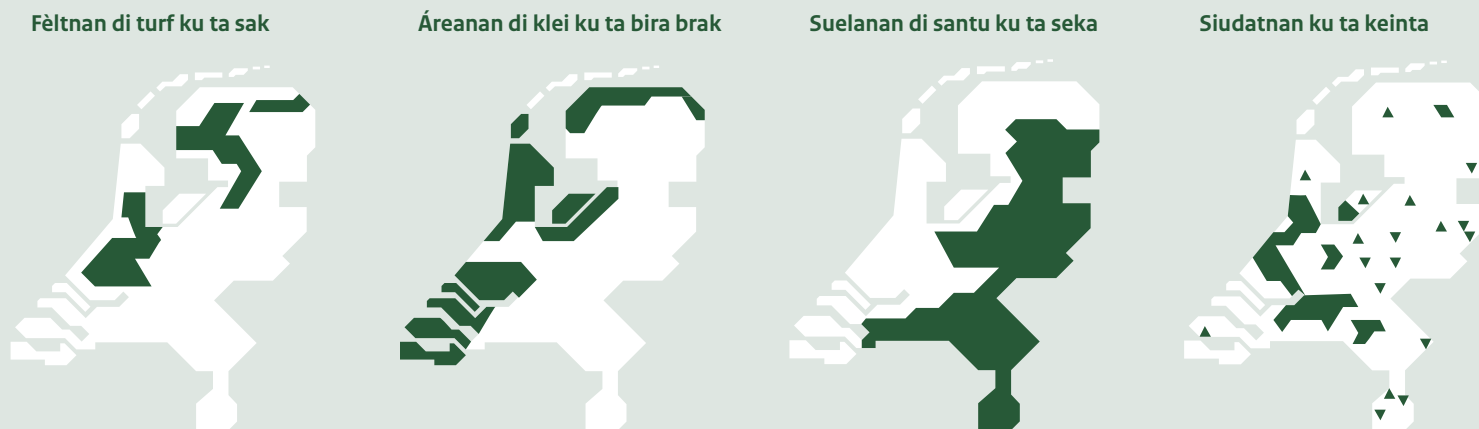 Fèltnan di turf ku ta sak
Áreanan di klei ku ta bira brak
Suelanan di santu ku ta seka
Siudatnan ku ta keinta